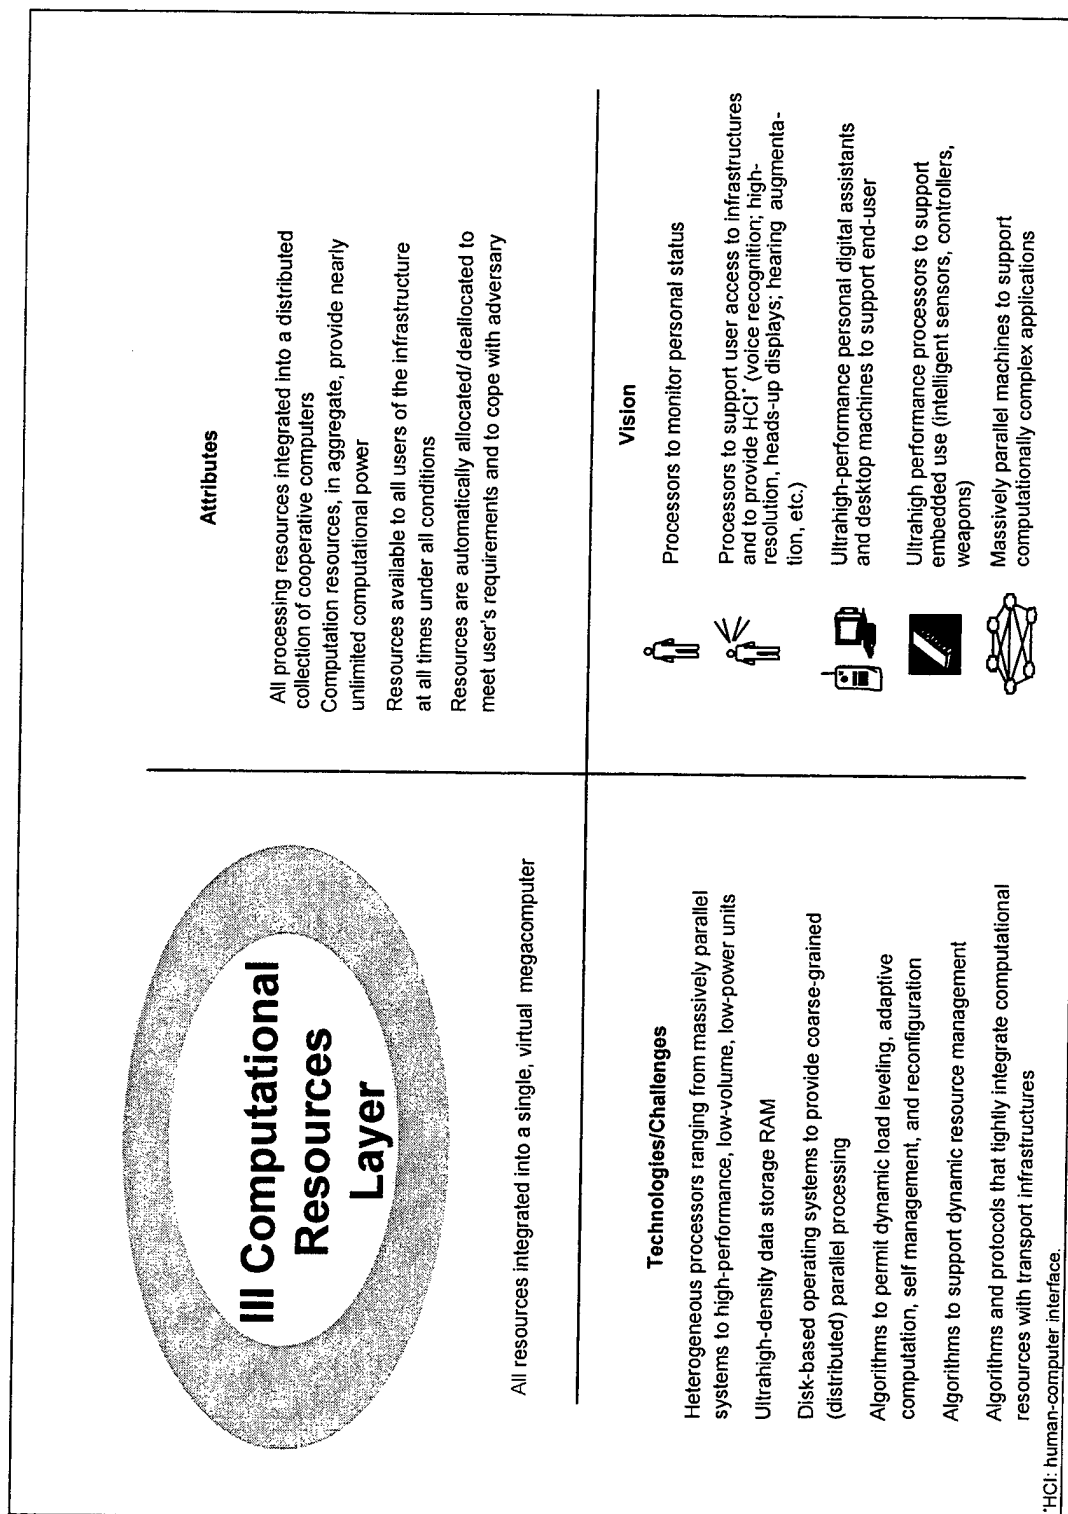 III Computational
Resources
Layer
All resources integrated into a single, virtual megacomputer
Attributes
All processing resources integrated into a distributed
collection of cooperative computers
Computation resources, in aggregate, provide nearly
unlimited computational power
Resources available to all users of the infrastructure
at all times under all conditions
Resources are automatically allocated/ deallocated to
meet user's requirements and to cope with adversary
Technologies/Challenges
Heterogeneous processors ranging from massively parallel
systems to high-performance, low-volume, low-power units
Ultrahigh-density data storage RAM
Disk-based operating systems to provide coarse-grained
(distributed) parallel processing
Algorithms to permit dynamic load leveling, adaptive
computation, self management, and reconfiguration
Algorithms to support dynamic resource management
Algorithms and protocols that tightly integrate computational
resources with transport infrastructures
Vision
Processors to monitor personal status
Processors to support user access to infrastructures
and to provide HCI* (voice recognition; high-
resolution, heads-up displays; hearing augmenta-
tion, etc.)
Ultrahigh-performance personal digital assistants
and desktop machines to support end-user
Ultrahigh performance processors to support
embedded use (intelligent sensors, controllers,
weapons)
Massively parallel machines to support
computationally complex applications
*HCI: human-computer interface.